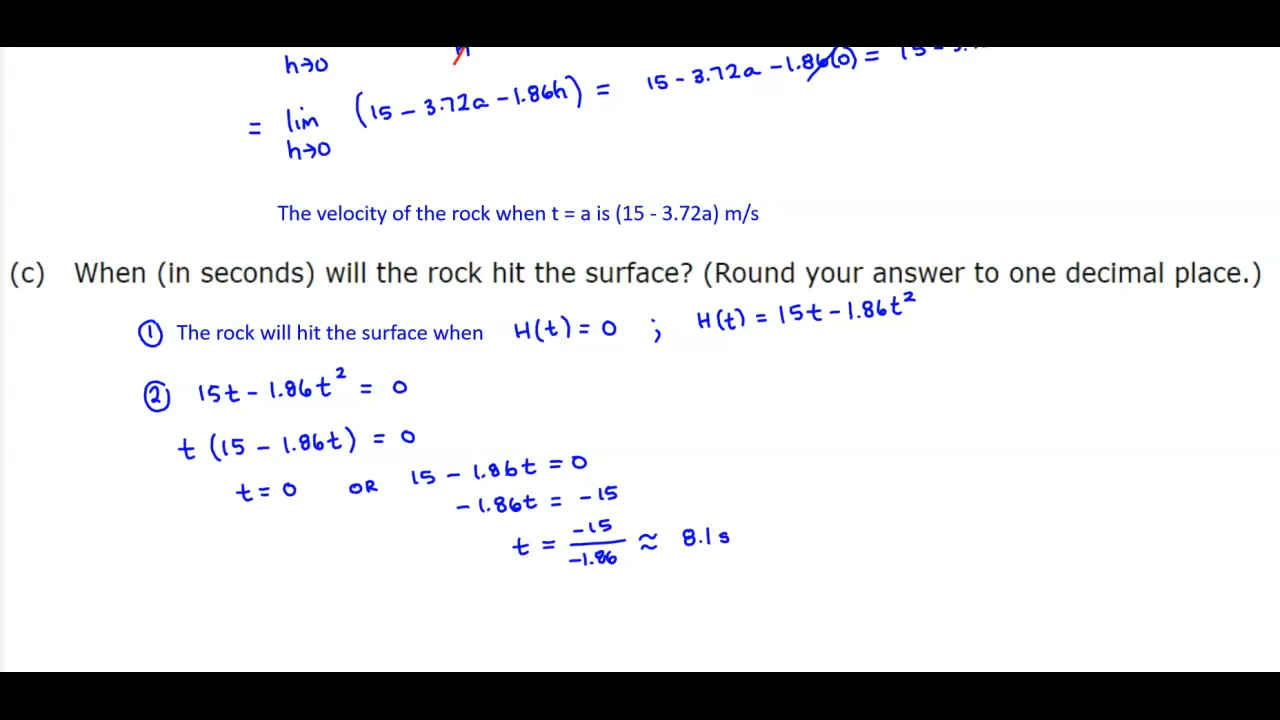 h→0
= lim (15 - 3.72a - 1.86h) = 15 - 3.72a - 1.86(0) =
h→0
The velocity of the rock when t = a is (15 - 3.72a) m/s
(c) When (in seconds) will the rock hit the surface? (Round your answer to one decimal place.)
① The rock will hit the surface when H(t) = 0 ; H(t) = 15t - 1.86t²
② 15t - 1.86t² = 0
t (15 - 1.86t) = 0
t = 0 OR 15 - 1.86t = 0
-1.86t = -15
t = -15/-1.86 ≈ 8.1 s